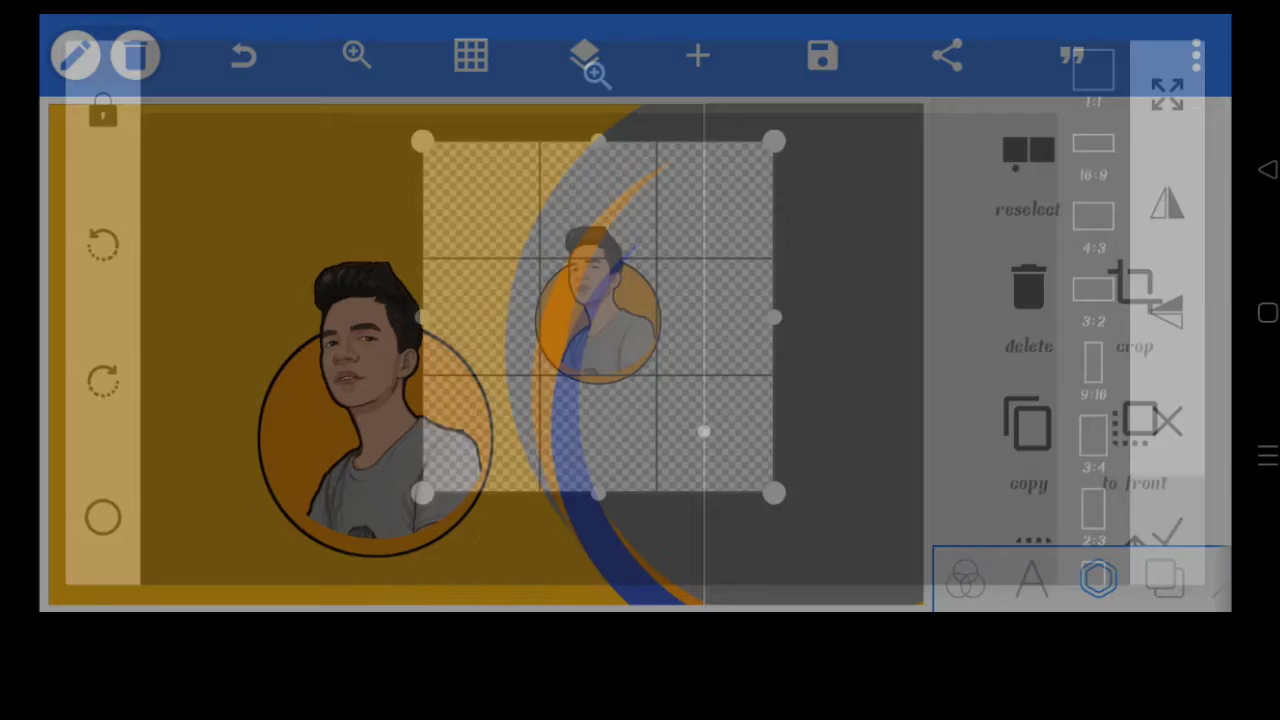 1:1
16:9
reselect
4:3
3:2
delete
crop
9:16
3:4
copy
to front
2:3
A